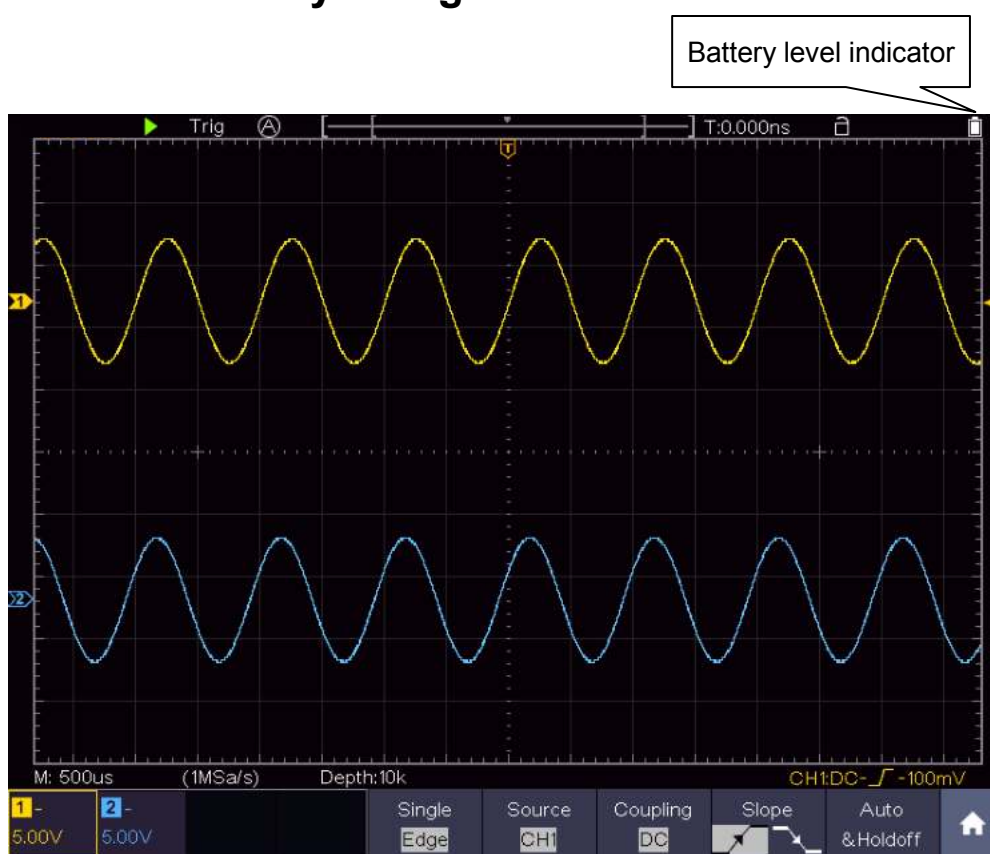 Battery level indicator
Trig A T:0.000ns
T
1
2
M: 500us (1MSa/s) Depth:10k CH1:DC- -100mV
1 - 2 - Single Source Coupling Slope Auto
5.00V 5.00V Edge CH1 DC &Holdoff